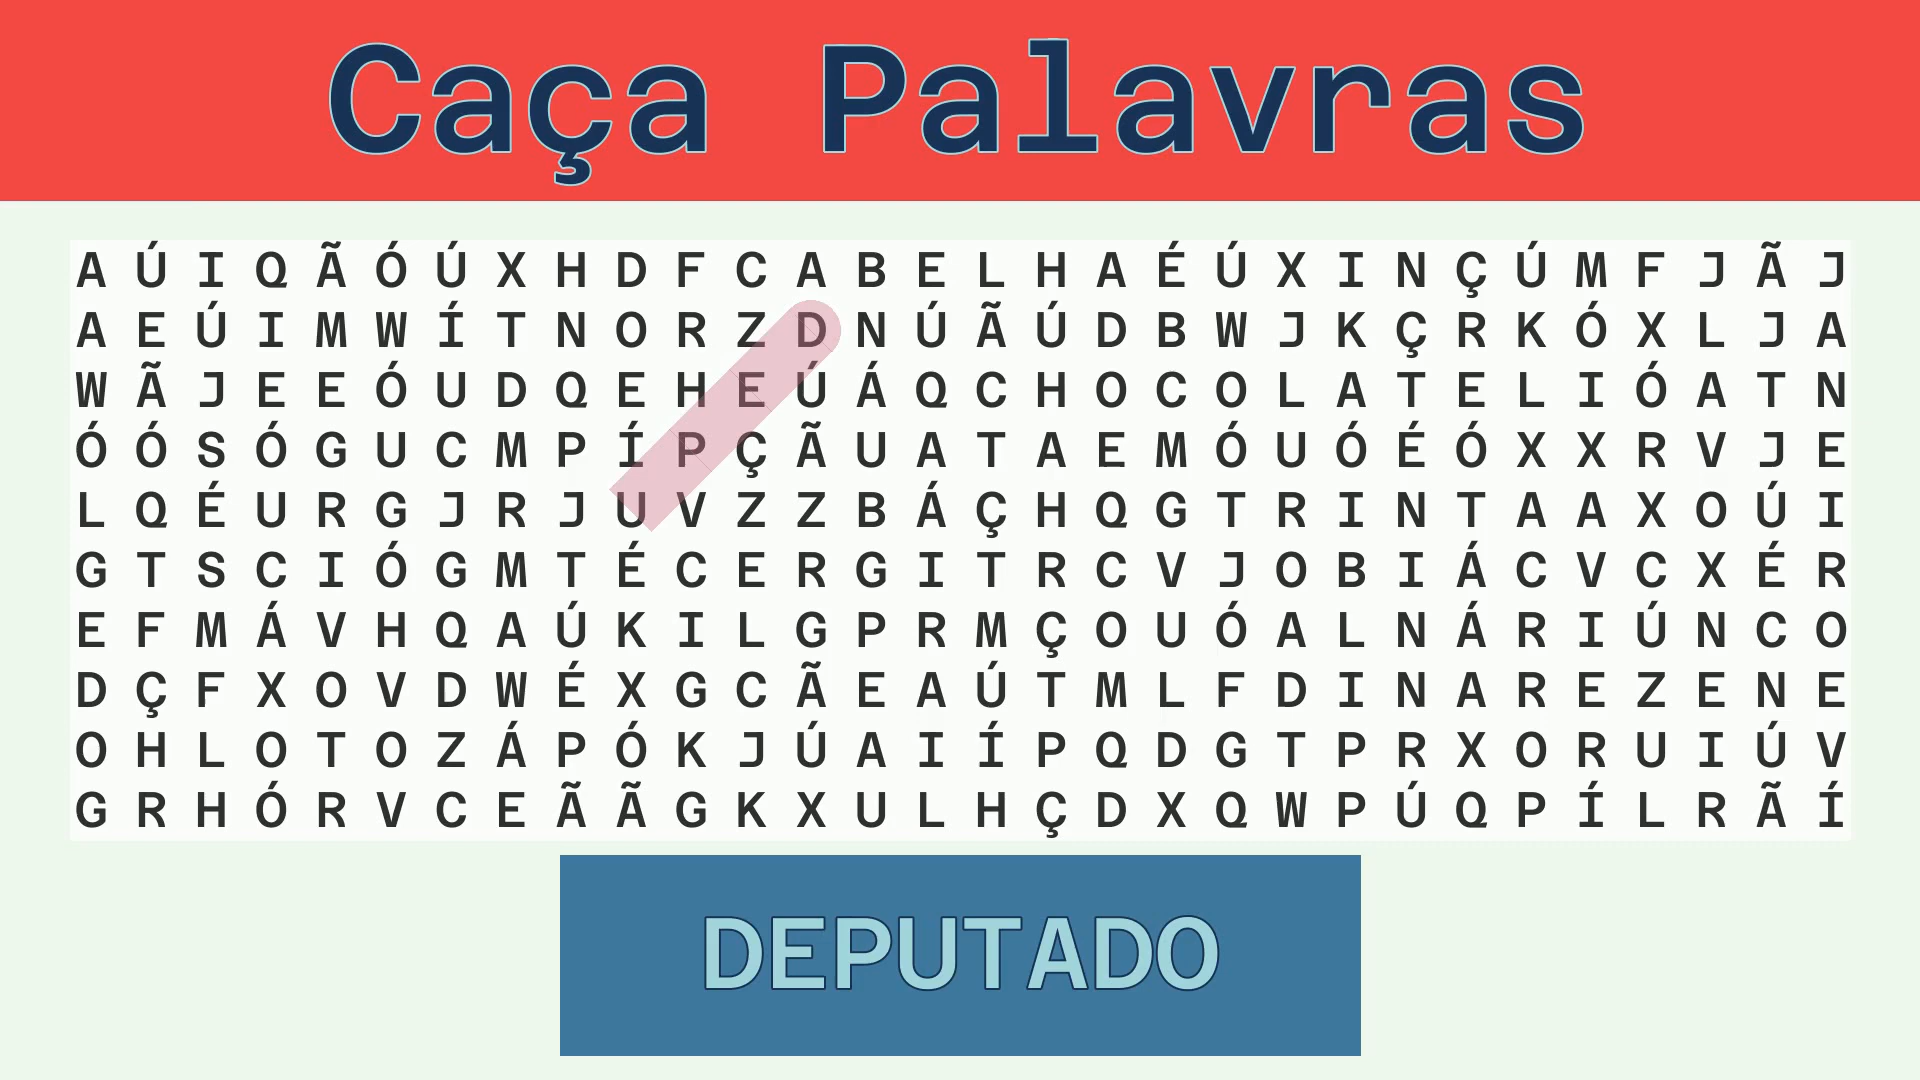 Caça Palavras
A Ú I Q Ã Ó Ú X H D F C A B E L H A É Ú X I N Ç Ú M F J Ã J
A E Ú I M W Í T N O R Z D N Ú Ã Ú D B W J K Ç R K Ó X L J A
W Ã J E E Ó U D Q E H E Ú Á Q C H O C O L A T E L I Ó A T N
Ó Ó S Ó G U C M P Í P Ç Ã U A T A E M Ó U Ó É Ó X X R V J E
L Q É U R G J R J U V Z Z B Á Ç H Q G T R I N T A A X O Ú I
G T S C I Ó G M T É C E R G I T R C V J O B I Á C V C X É R
E F M Á V H Q A Ú K I L G P R M Ç O U Ó A L N Á R I Ú N C O
D Ç F X O V D W É X G C Ã E A Ú T M L F D I N A R E Z E N E
O H L O T O Z Á P Ó K J Ú A I Í P Q D G T P R X O R U I Ú V
G R H Ó R V C E Ã Ã G K X U L H Ç D X Q W P Ú Q P Í L R Ã Í
DEPUTADO